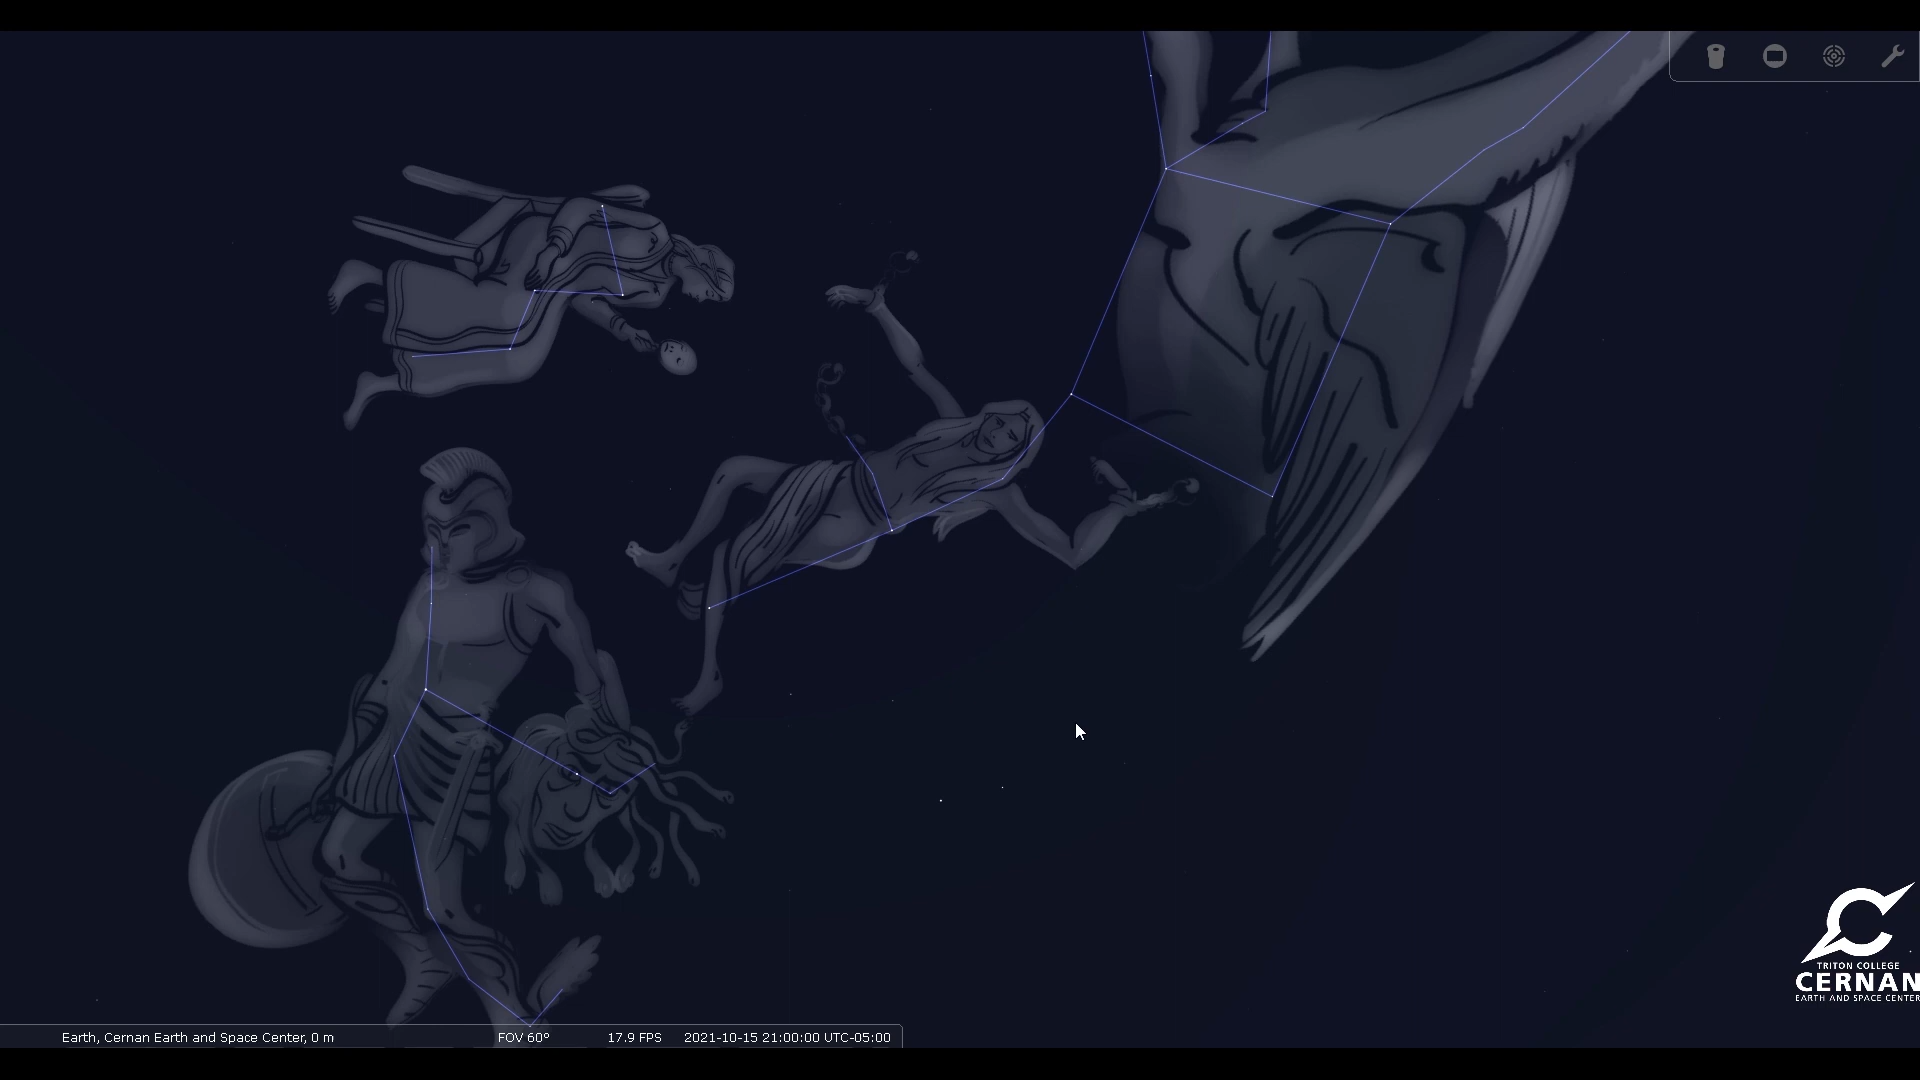 TRITON COLLEGE
CERNAN
EARTH AND SPACE CENTER
Earth, Cernan Earth and Space Center, 0 m FOV 60° 17.9 FPS 2021-10-15 21:00:00 UTC-05:00